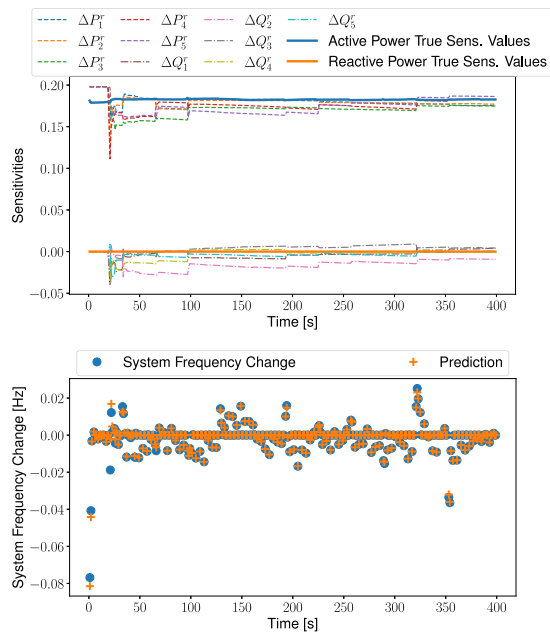 ΔP₁ʳ ΔP₄ʳ ΔQ₂ʳ ΔQ₅ʳ
ΔP₂ʳ ΔP₅ʳ ΔQ₃ʳ Active Power True Sens. Values
ΔP₃ʳ ΔQ₁ʳ ΔQ₄ʳ Reactive Power True Sens. Values
0.20
0.15
0.10
0.05
0.00
−0.05
Sensitivities
0 50 100 150 200 250 300 350 400
Time [s]
System Frequency Change Prediction
0.02
0.00
−0.02
−0.04
−0.06
−0.08
System Frequency Change [Hz]
0 50 100 150 200 250 300 350 400
Time [s]